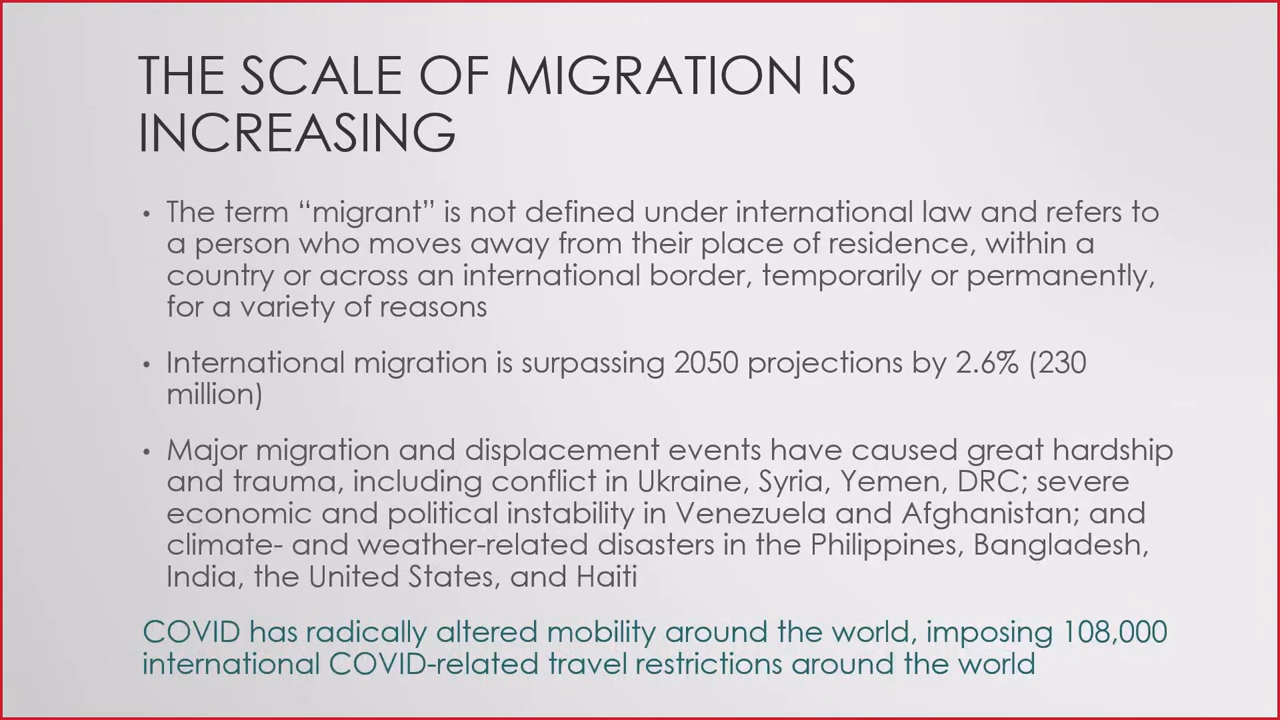 THE SCALE OF MIGRATION IS
INCREASING
• The term “migrant” is not defined under international law and refers to
a person who moves away from their place of residence, within a
country or across an international border, temporarily or permanently,
for a variety of reasons
• International migration is surpassing 2050 projections by 2.6% (230
million)
• Major migration and displacement events have caused great hardship
and trauma, including conflict in Ukraine, Syria, Yemen, DRC; severe
economic and political instability in Venezuela and Afghanistan; and
climate- and weather-related disasters in the Philippines, Bangladesh,
India, the United States, and Haiti
COVID has radically altered mobility around the world, imposing 108,000
international COVID-related travel restrictions around the world